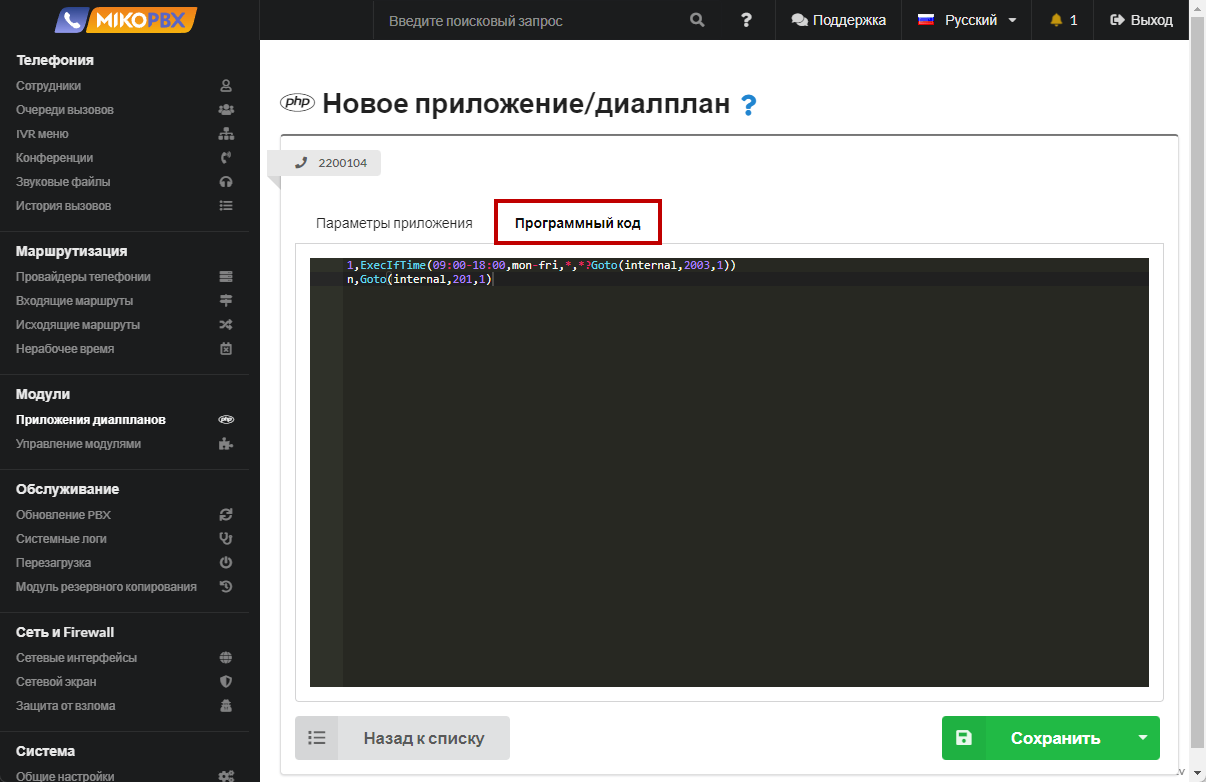 MIKOPBX
Введите поисковый запрос
?
Поддержка
Русский
1
Выход
Телефония
Сотрудники
Очереди вызовов
IVR меню
Конференции
Звуковые файлы
История вызовов
Маршрутизация
Провайдеры телефонии
Входящие маршруты
Исходящие маршруты
Нерабочее время
Модули
Приложения диалпланов
php
Управление модулями
Обслуживание
Обновление PBX
Системные логи
Перезагрузка
Модуль резервного копирования
Сеть и Firewall
Сетевые интерфейсы
Сетевой экран
Защита от взлома
Система
Общие настройки
php Новое приложение/диалплан ?
2200104
Параметры приложения
Программный код
1,ExecIfTime(09:00-18:00,mon-fri,*,*?Goto(internal,2003,1))
n,Goto(internal,201,1)
Назад к списку
Сохранить